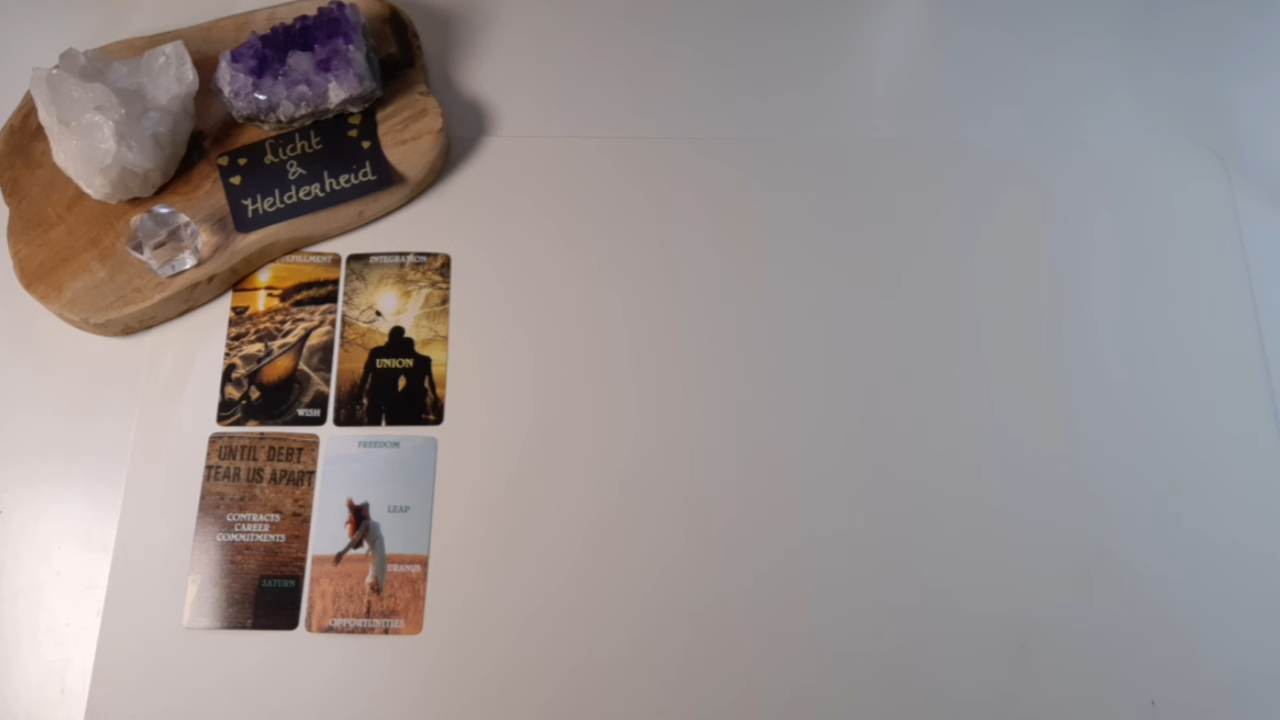 Licht
&
Helderheid
FULFILLMENT
WISH
INTEGRATION
UNION
UNTIL DEBT
TEAR US APART
CONTRACTS
CAREER
COMMITMENTS
SATURN
FREEDOM
LEAP
URANUS
OPPORTUNITIES